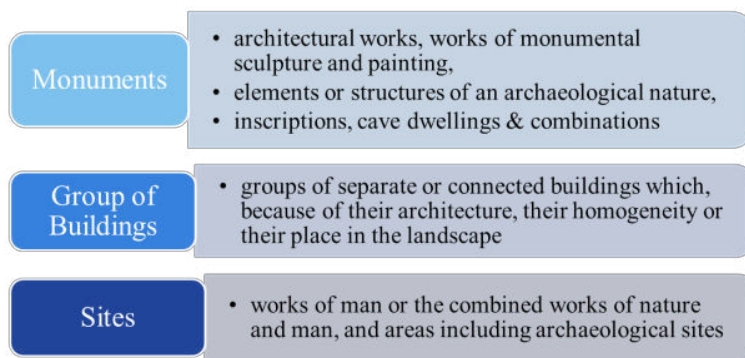 Monuments
• architectural works, works of monumental
sculpture and painting,
• elements or structures of an archaeological nature,
• inscriptions, cave dwellings & combinations
Group of
Buildings
• groups of separate or connected buildings which,
because of their architecture, their homogeneity or
their place in the landscape
Sites
• works of man or the combined works of nature
and man, and areas including archaeological sites